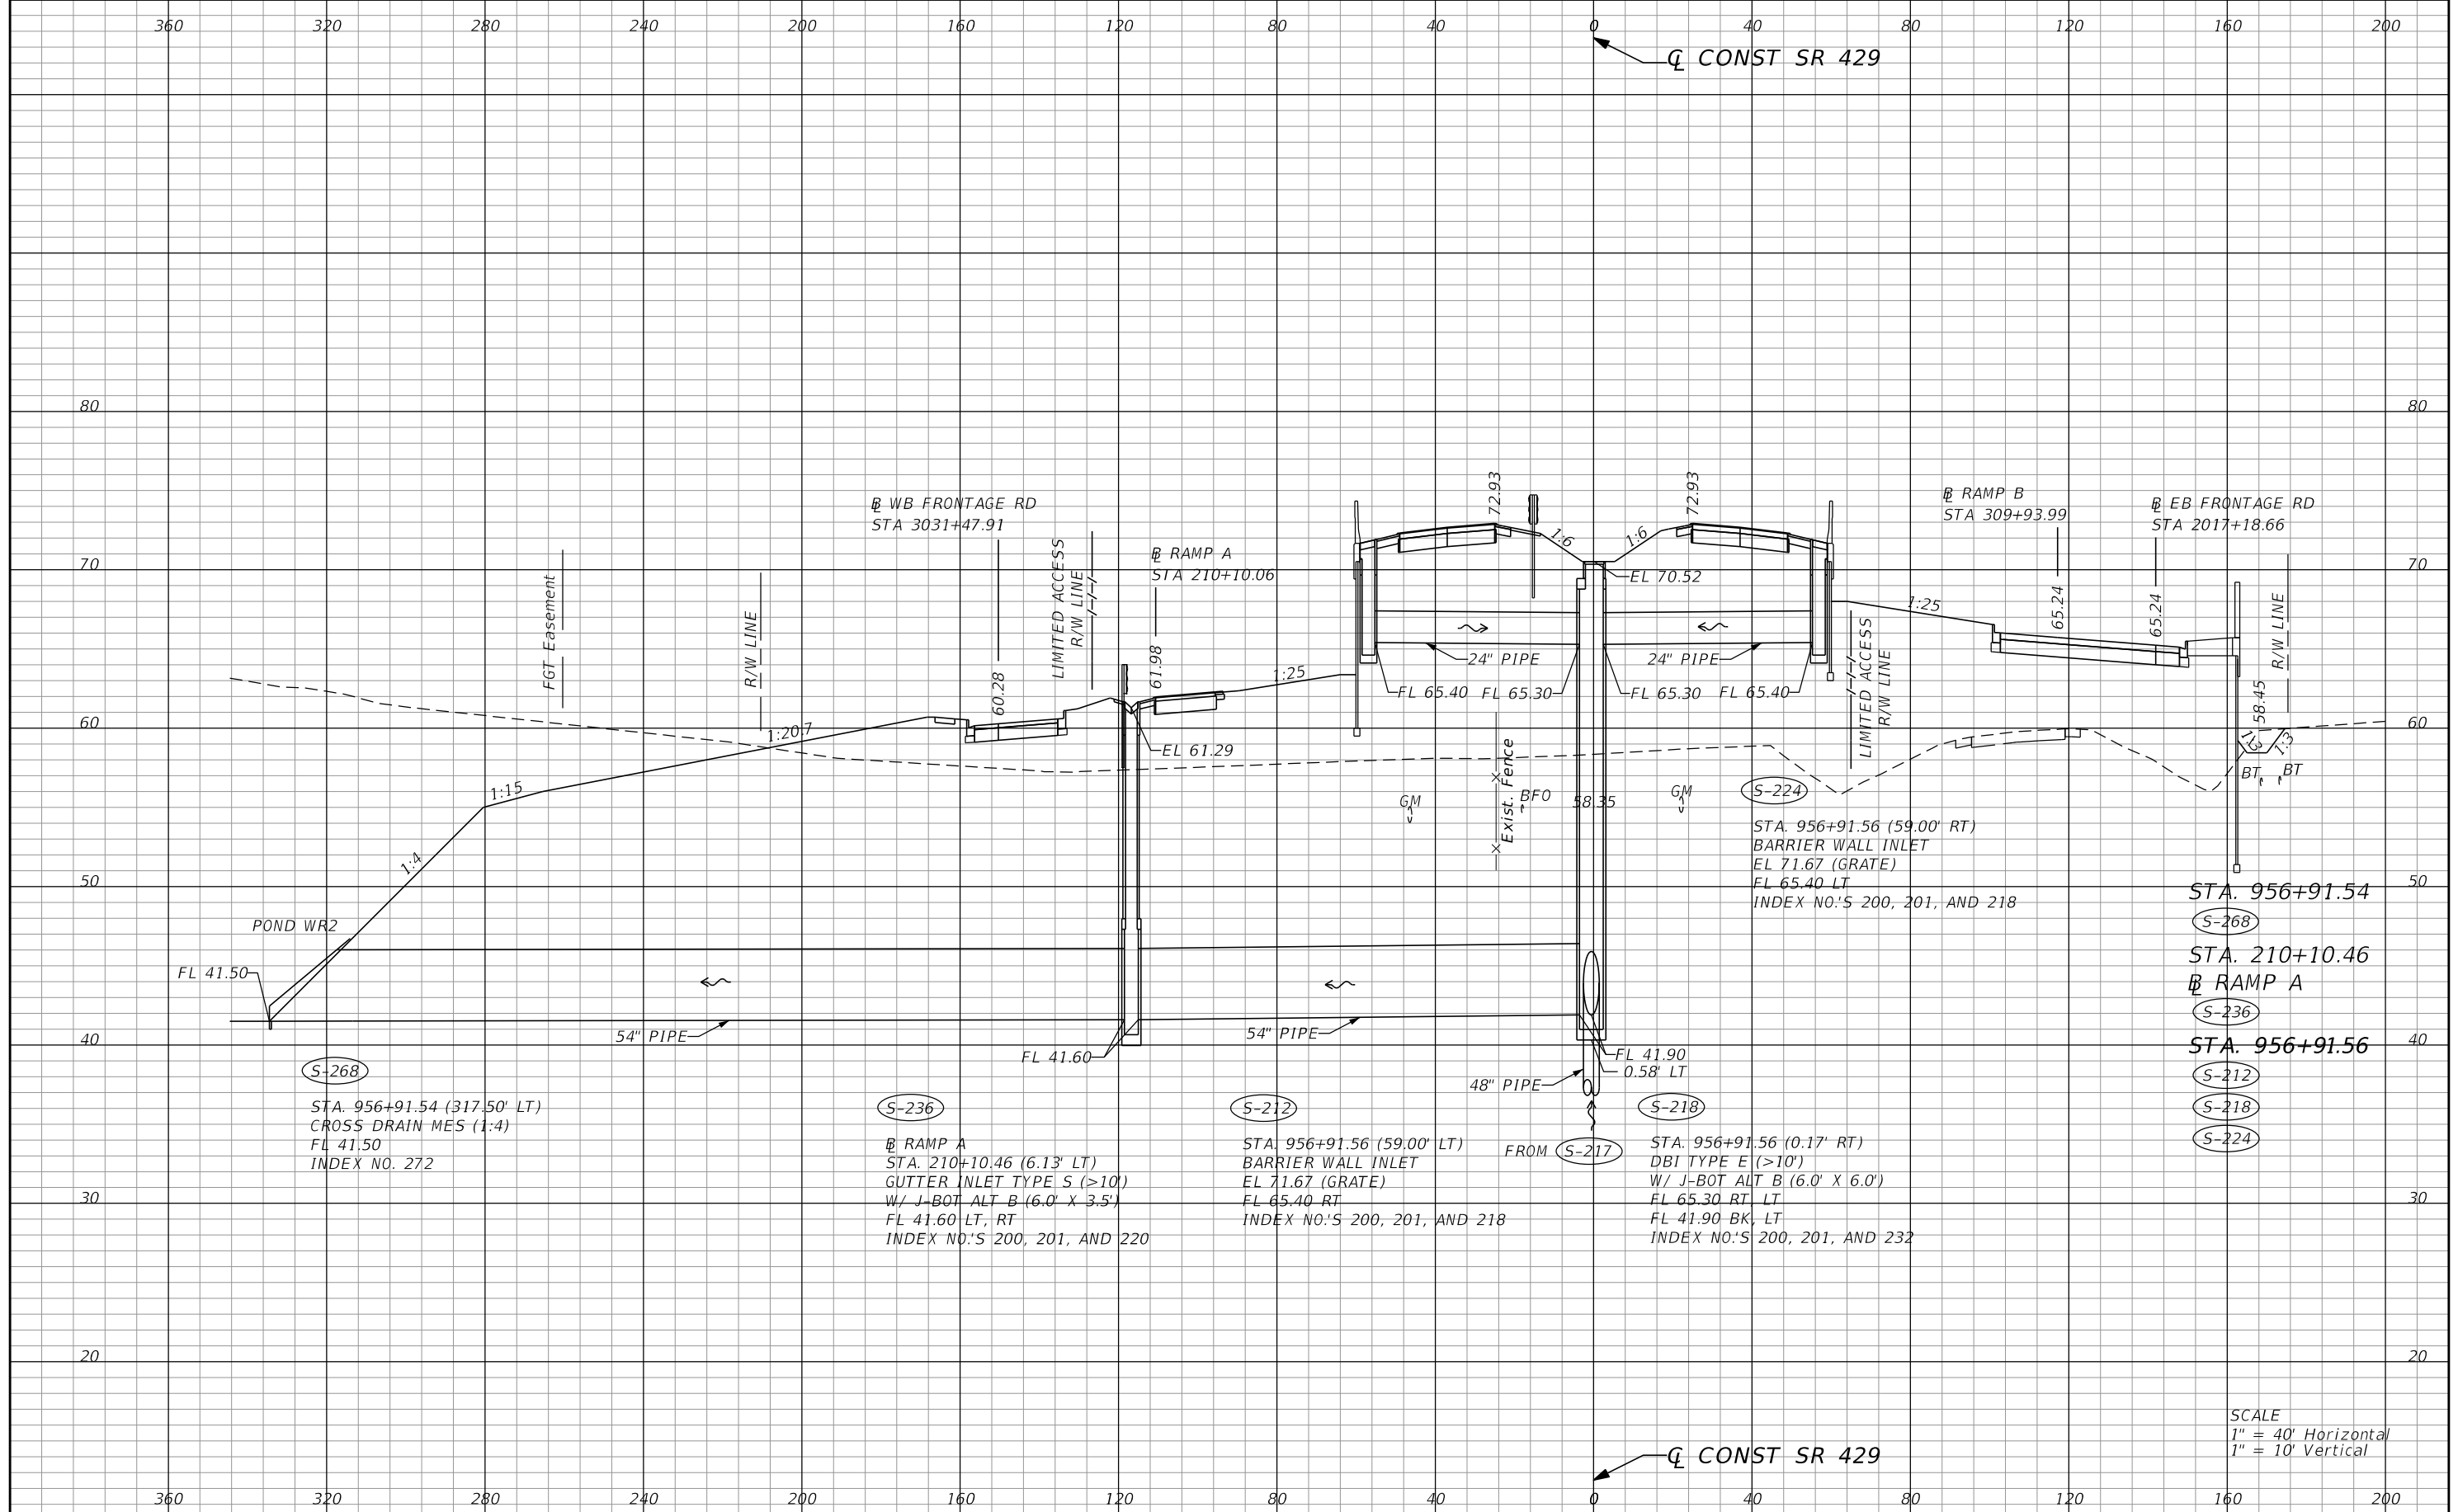 360 320 280 240 200 160 120 80 40 0 40 80 120 160 200
℄ CONST SR 429
80 80
72.93
72.93
℄ RAMP B
STA 309+93.99
BL WB FRONTAGE RD
STA 3031+47.91
BL EB FRONTAGE RD
STA 2017+18.66
1:6
1:6
BL RAMP A
STA 210+10.06
70 70
EL 70.52
FGT Easement
R/W LINE
LIMITED ACCESS
R/W LINE
60.28
61.98
1:25
24" PIPE
24" PIPE
FL 65.40
FL 65.30
FL 65.30
FL 65.40
1:25
LIMITED ACCESS
R/W LINE
65.24
65.24
R/W LINE
58.45
60 60
1:20.7
EL 61.29
1:3
1:3
BT
BT
1:15
GM
Exist. Fence
BFO
58.35
GM
S-224
STA. 956+91.56 (59.00' RT)
BARRIER WALL INLET
EL 71.67 (GRATE)
FL 65.40 LT
INDEX NO.'S 200, 201, AND 218
1:4
50 50
STA. 956+91.54
S-268
STA. 210+10.46
BL RAMP A
S-236
STA. 956+91.56
S-212
S-218
S-224
POND WR2
FL 41.50
54" PIPE
54" PIPE
40 40
FL 41.60
FL 41.90
0.58' LT
48" PIPE
S-268
STA. 956+91.54 (317.50' LT)
CROSS DRAIN MES (1:4)
FL 41.50
INDEX NO. 272
S-236
BL RAMP A
STA. 210+10.46 (6.13' LT)
GUTTER INLET TYPE S (>10')
W/ J-BOT ALT B (6.0' X 3.5')
FL 41.60 LT, RT
INDEX NO.'S 200, 201, AND 220
S-212
STA. 956+91.56 (59.00' LT)
BARRIER WALL INLET
EL 71.67 (GRATE)
FL 65.40 RT
INDEX NO.'S 200, 201, AND 218
FROM S-217
S-218
STA. 956+91.56 (0.17' RT)
DBI TYPE E (>10')
W/ J-BOT ALT B (6.0' X 6.0')
FL 65.30 RT, LT
FL 41.90 BK, LT
INDEX NO.'S 200, 201, AND 232
30 30
20 20
SCALE
1" = 40' Horizontal
1" = 10' Vertical
℄ CONST SR 429
360 320 280 240 200 160 120 80 40 0 40 80 120 160 200